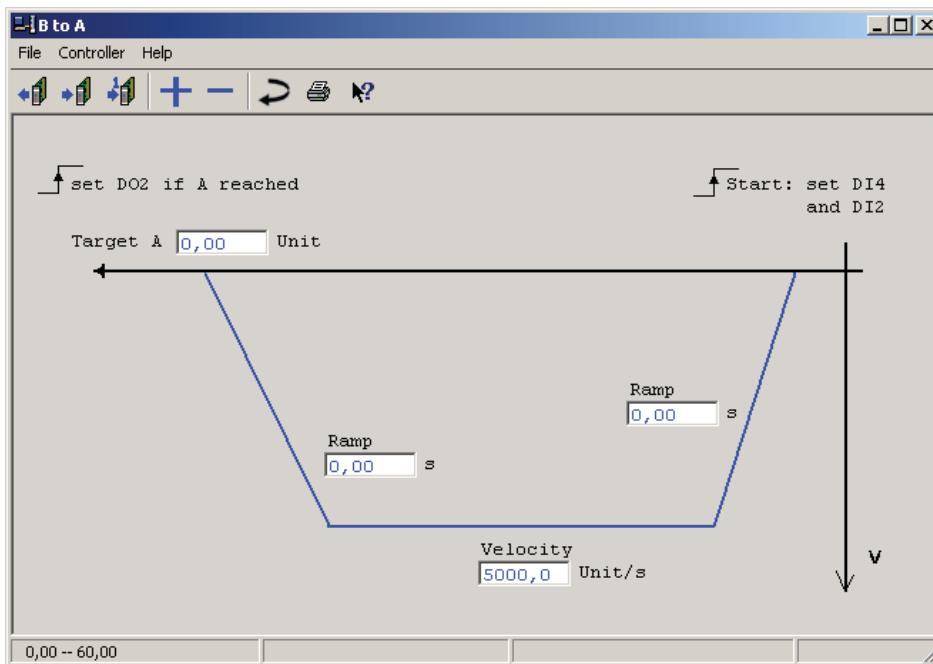 B to A
File Controller Help
1
?
set DO2 if A reached
Start: set DI4
and DI2
Target A 0,00 Unit
Ramp
0,00 s
Ramp
0,00 s
Velocity
5000,0 Unit/s
V
0,00 -- 60,00